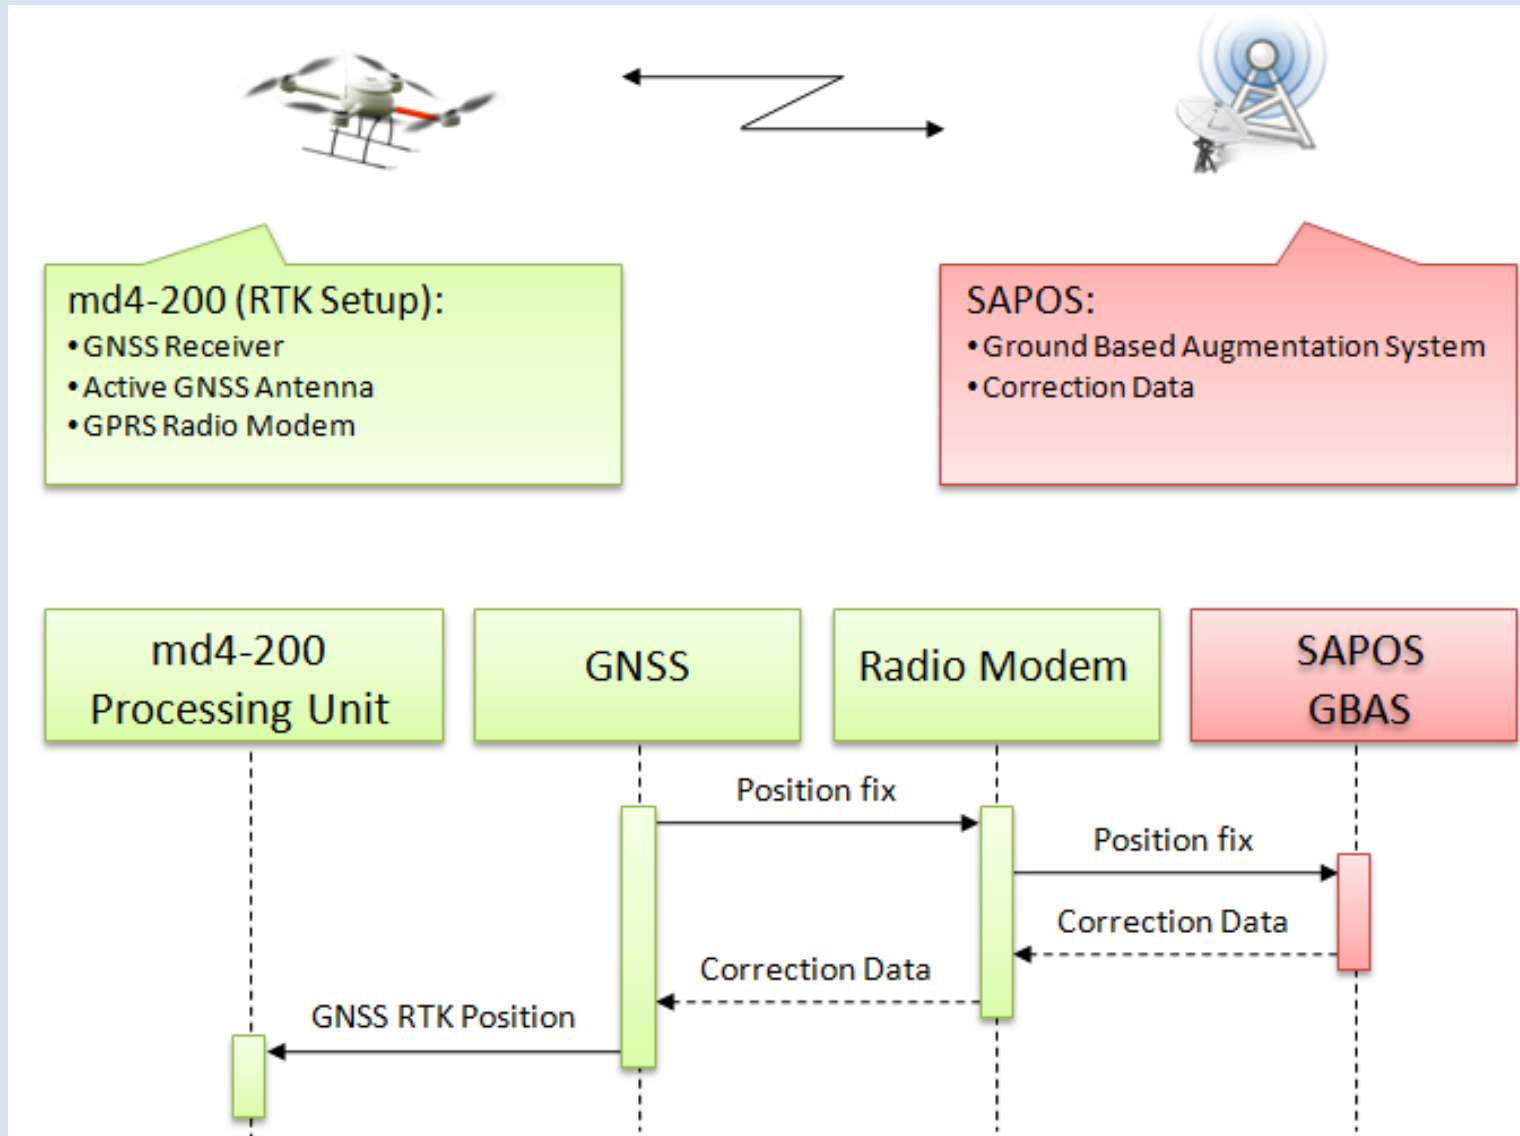 md4-200 (RTK Setup):
•GNSS Receiver
•Active GNSS Antenna
•GPRS Radio Modem
SAPOS:
•Ground Based Augmentation System
•Correction Data
md4-200
Processing Unit
GNSS
Radio Modem
SAPOS
GBAS
Position fix
Position fix
Correction Data
Correction Data
GNSS RTK Position